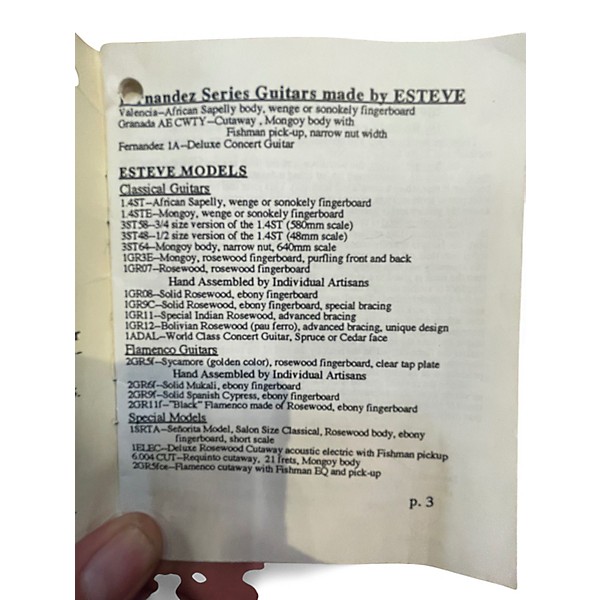 nandez Series Guitars made by ESTEVE
Valencia--African Sapelly body, wenge or sonokely fingerboard
Granada AE CWTY--Cutaway , Mongoy body with
Fishman pick-up, narrow nut width
Fernandez 1A--Deluxe Concert Guitar
ESTEVE MODELS
Classical Guitars
1.4ST--African Sapelly, wenge or sonokely fingerboard
1.4STE--Mongoy, wenge or sonokely fingerboard
3ST58--3/4 size version of the 1.4ST (580mm scale)
3ST48--1/2 size version of the 1.4ST (48mm scale)
3ST64--Mongoy body, narrow nut, 640mm scale
1GR3E--Mongoy, rosewood fingerboard, purfling front and back
1GR07--Rosewood, rosewood fingerboard
Hand Assembled by Individual Artisans
1GR08--Solid Rosewood, ebony fingerboard
1GR9C--Solid Rosewood, ebony fingerboard, special bracing
1GR11--Special Indian Rosewood, advanced bracing
1GR12--Bolivian Rosewood (pau ferro), advanced bracing, unique design
1ADAL--World Class Concert Guitar, Spruce or Cedar face
Flamenco Guitars
2GR5f--Sycamore (golden color), rosewood fingerboard, clear tap plate
Hand Assembled by Individual Artisans
2GR6f--Solid Mukali, ebony fingerboard
2GR9f--Solid Spanish Cypress, ebony fingerboard
2GR11f--"Black" Flamenco made of Rosewood, ebony fingerboard
Special Models
1SRTA--Señorita Model, Salon Size Classical, Rosewood body, ebony
fingerboard, short scale
1ELEC--Deluxe Rosewood Cutaway acoustic electric with Fishman pickup
6.004 CUT--Requinto cutaway, 21 frets, Mongoy body
2GR5fce--Flamenco cutaway with Fishman EQ and pick-up
p. 3